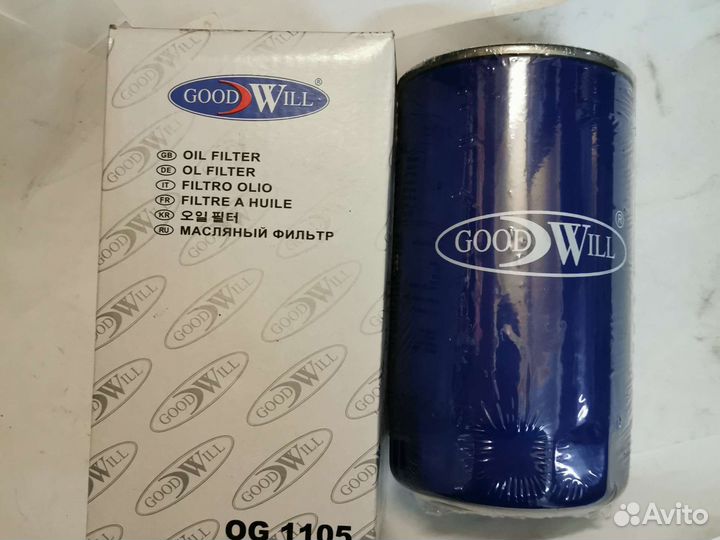 GOOD WILL ®
GB OIL FILTER
DE OL FILTER
IT FILTRO OLIO
FR FILTRE A HUILE
KR 오일 필터
RU МАСЛЯНЫЙ ФИЛЬТР
OG 1105
GOOD WILL ®
Avito